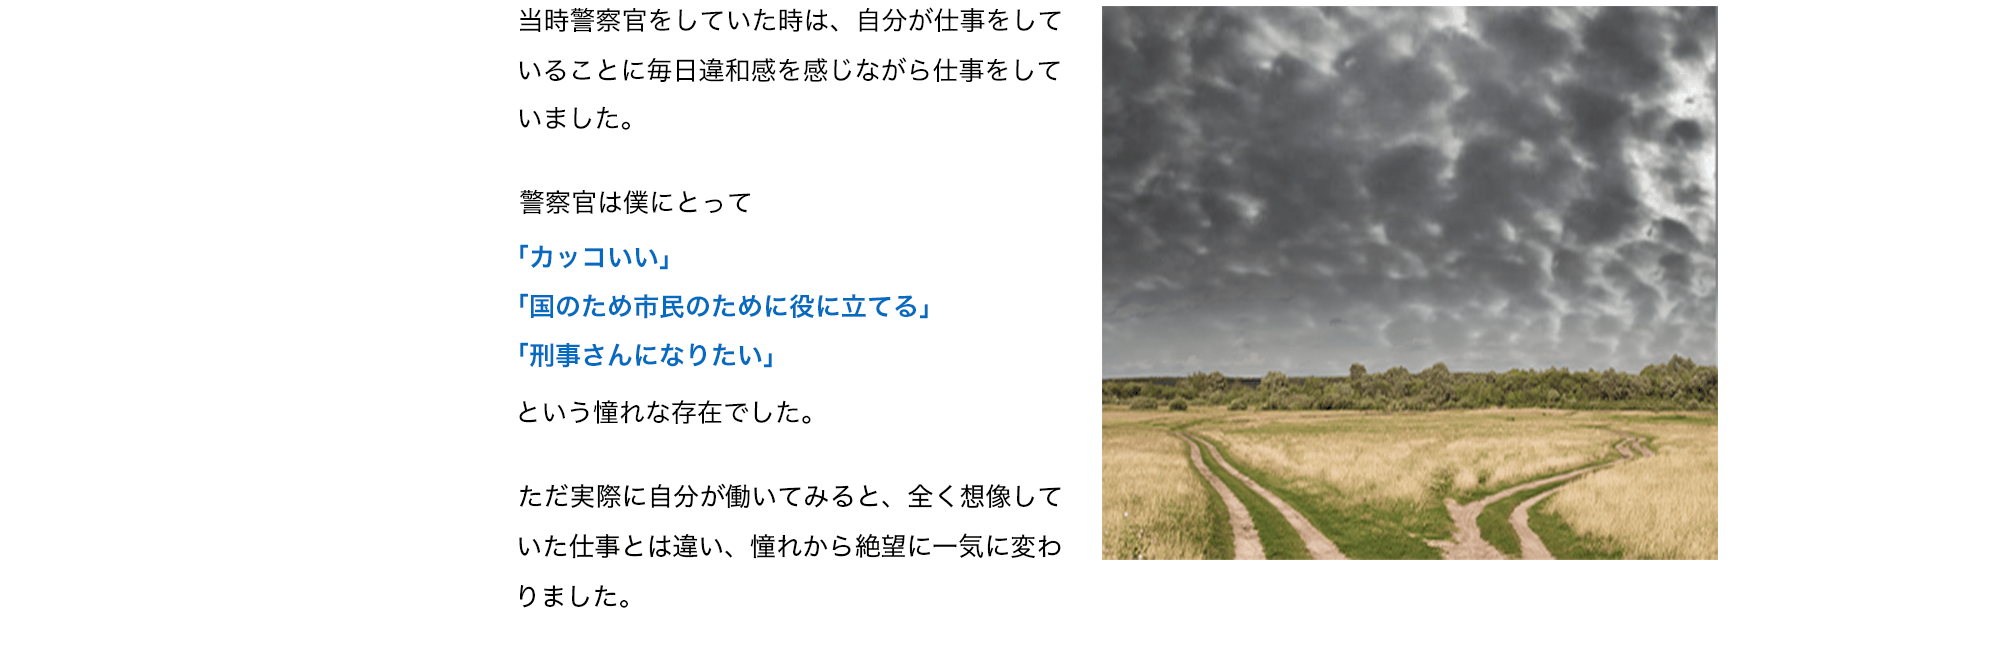 当時警察官をしていた時は、自分が仕事をして
いることに毎日違和感を感じながら仕事をして
いました。
警察官は僕にとって
「カッコいい」
「国のため市民のために役に立てる」
「刑事さんになりたい」
という憧れな存在でした。
ただ実際に自分が働いてみると、全く想像して
いた仕事とは違い、憧れから絶望に一気に変わ
りました。